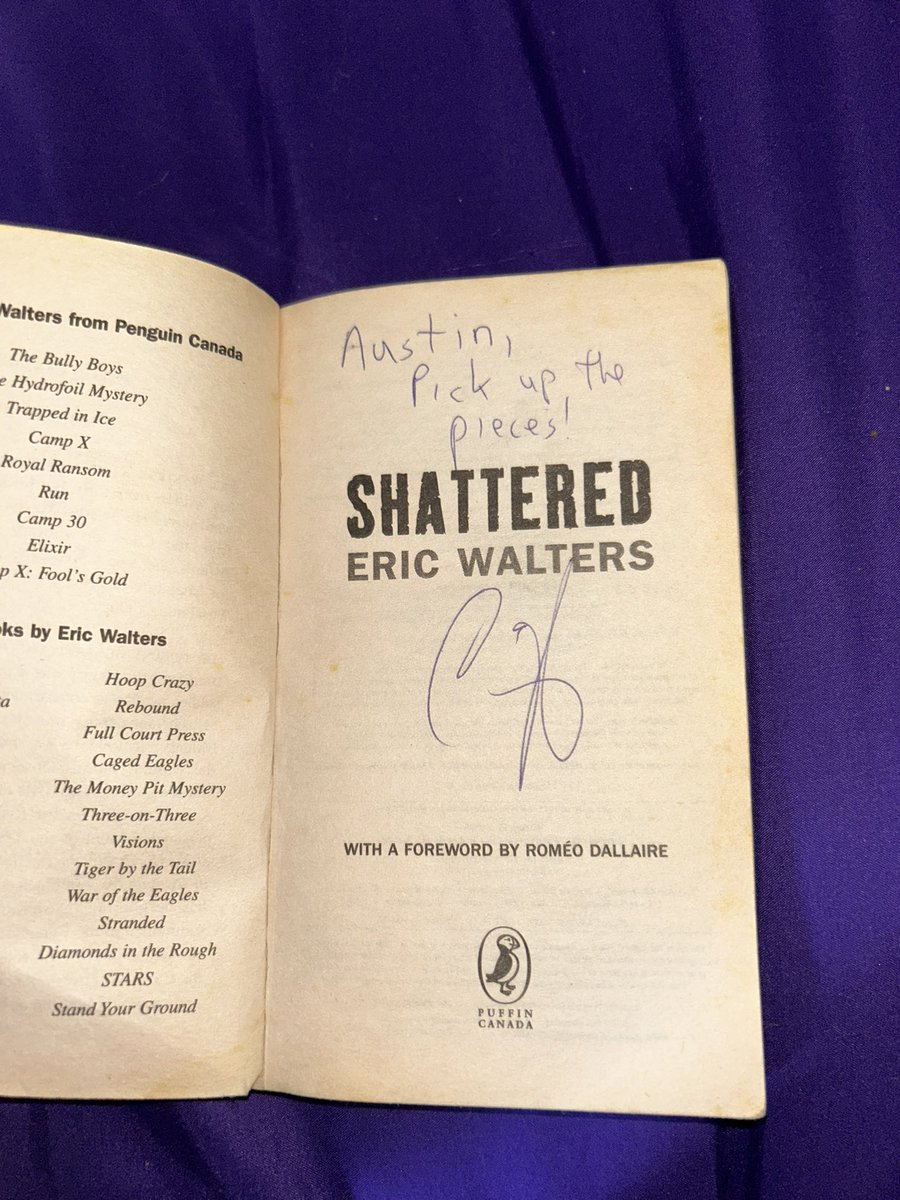 Walters from Penguin Canada
The Bully Boys
Hydrofoil Mystery
Trapped in Ice
Camp X
Royal Ransom
Run
Camp 30
Elixir
X: Fool's Gold
by Eric Walters
Hoop Crazy
Rebound
Full Court Press
Caged Eagles
The Money Pit Mystery
Three-on-Three
Visions
Tiger by the Tail
War of the Eagles
Stranded
Diamonds in the Rough
STARS
Stand Your Ground
Austin,
Pick up the
pieces!
SHATTERED
ERIC WALTERS
WITH A FOREWORD BY ROMÉO DALLAIRE
PUFFIN
CANADA